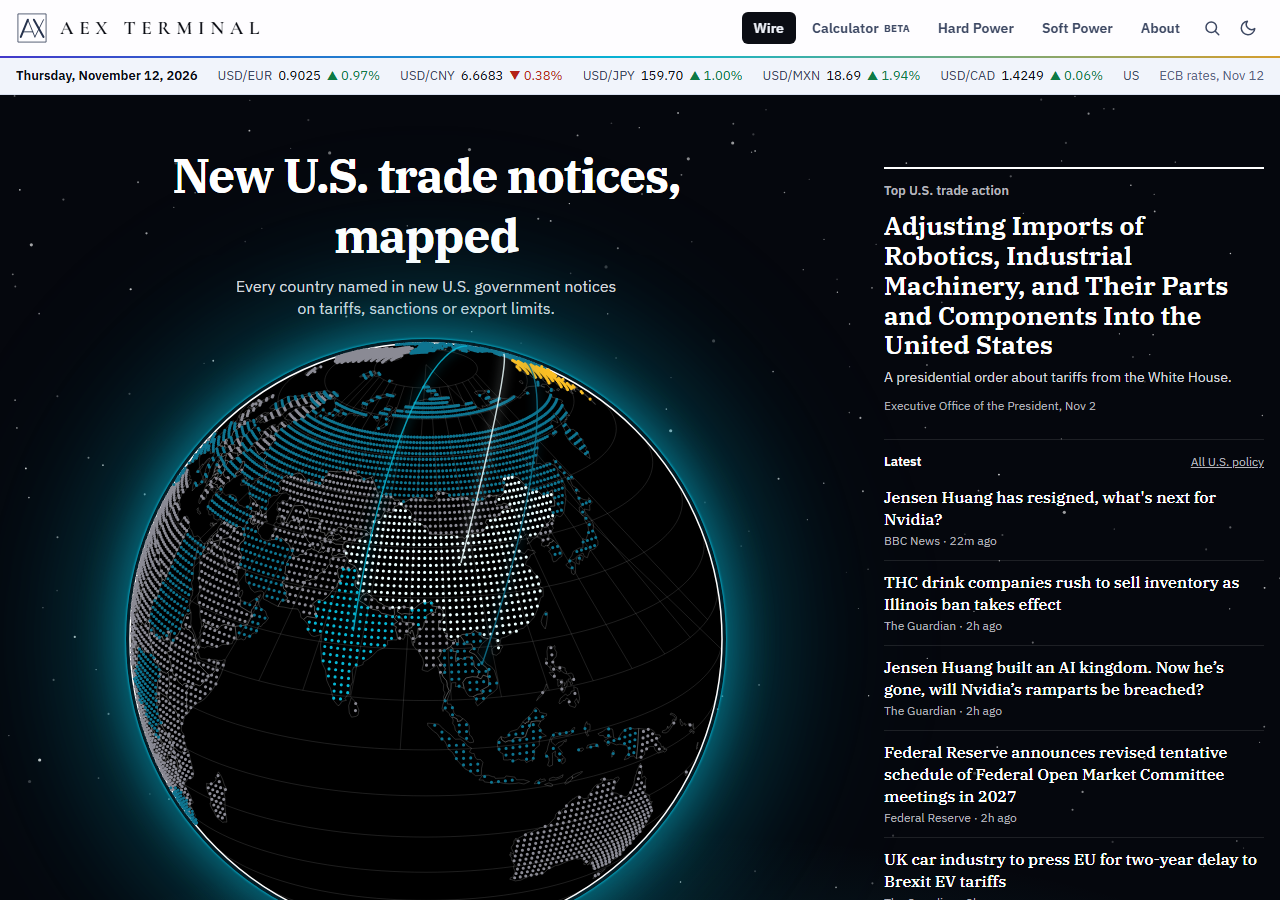 AEX TERMINAL
Wire
Calculator BETA
Hard Power
Soft Power
About
Thursday, November 12, 2026
USD/EUR 0.9025 ▲ 0.97%
USD/CNY 6.6683 ▼ 0.38%
USD/JPY 159.70 ▲ 1.00%
USD/MXN 18.69 ▲ 1.94%
USD/CAD 1.4249 ▲ 0.06%
US
ECB rates, Nov 12
New U.S. trade notices,
mapped
Every country named in new U.S. government notices
on tariffs, sanctions or export limits.
Top U.S. trade action
Adjusting Imports of
Robotics, Industrial
Machinery, and Their Parts
and Components Into the
United States
A presidential order about tariffs from the White House.
Executive Office of the President, Nov 2
Latest
All U.S. policy
Jensen Huang has resigned, what's next for
Nvidia?
BBC News · 22m ago
THC drink companies rush to sell inventory as
Illinois ban takes effect
The Guardian · 2h ago
Jensen Huang built an AI kingdom. Now he’s
gone, will Nvidia’s ramparts be breached?
The Guardian · 2h ago
Federal Reserve announces revised tentative
schedule of Federal Open Market Committee
meetings in 2027
Federal Reserve · 2h ago
UK car industry to press EU for two-year delay to
Brexit EV tariffs